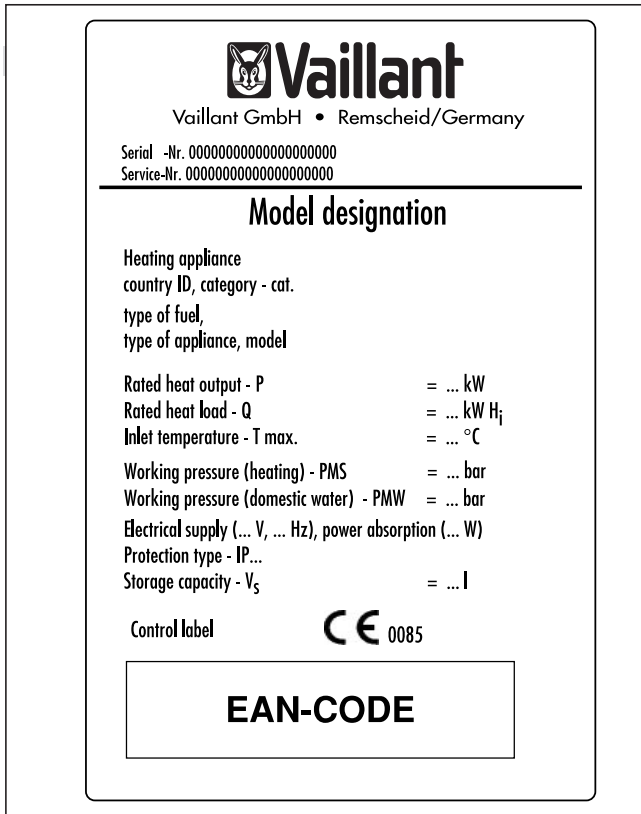 Vaillant
Vaillant GmbH • Remscheid/Germany
Serial -Nr. 00000000000000000000
Service-Nr. 00000000000000000000
Model designation
Heating appliance
country ID, category - cat.
type of fuel,
type of appliance, model
Rated heat output - P = ... kW
Rated heat load - Q = ... kW Hi
Inlet temperature - T max. = ... °C
Working pressure (heating) - PMS = ... bar
Working pressure (domestic water) - PMW = ... bar
Electrical supply (... V, ... Hz), power absorption (... W)
Protection type - IP...
Storage capacity - Vs = ... l
Control label CE 0085
EAN-CODE